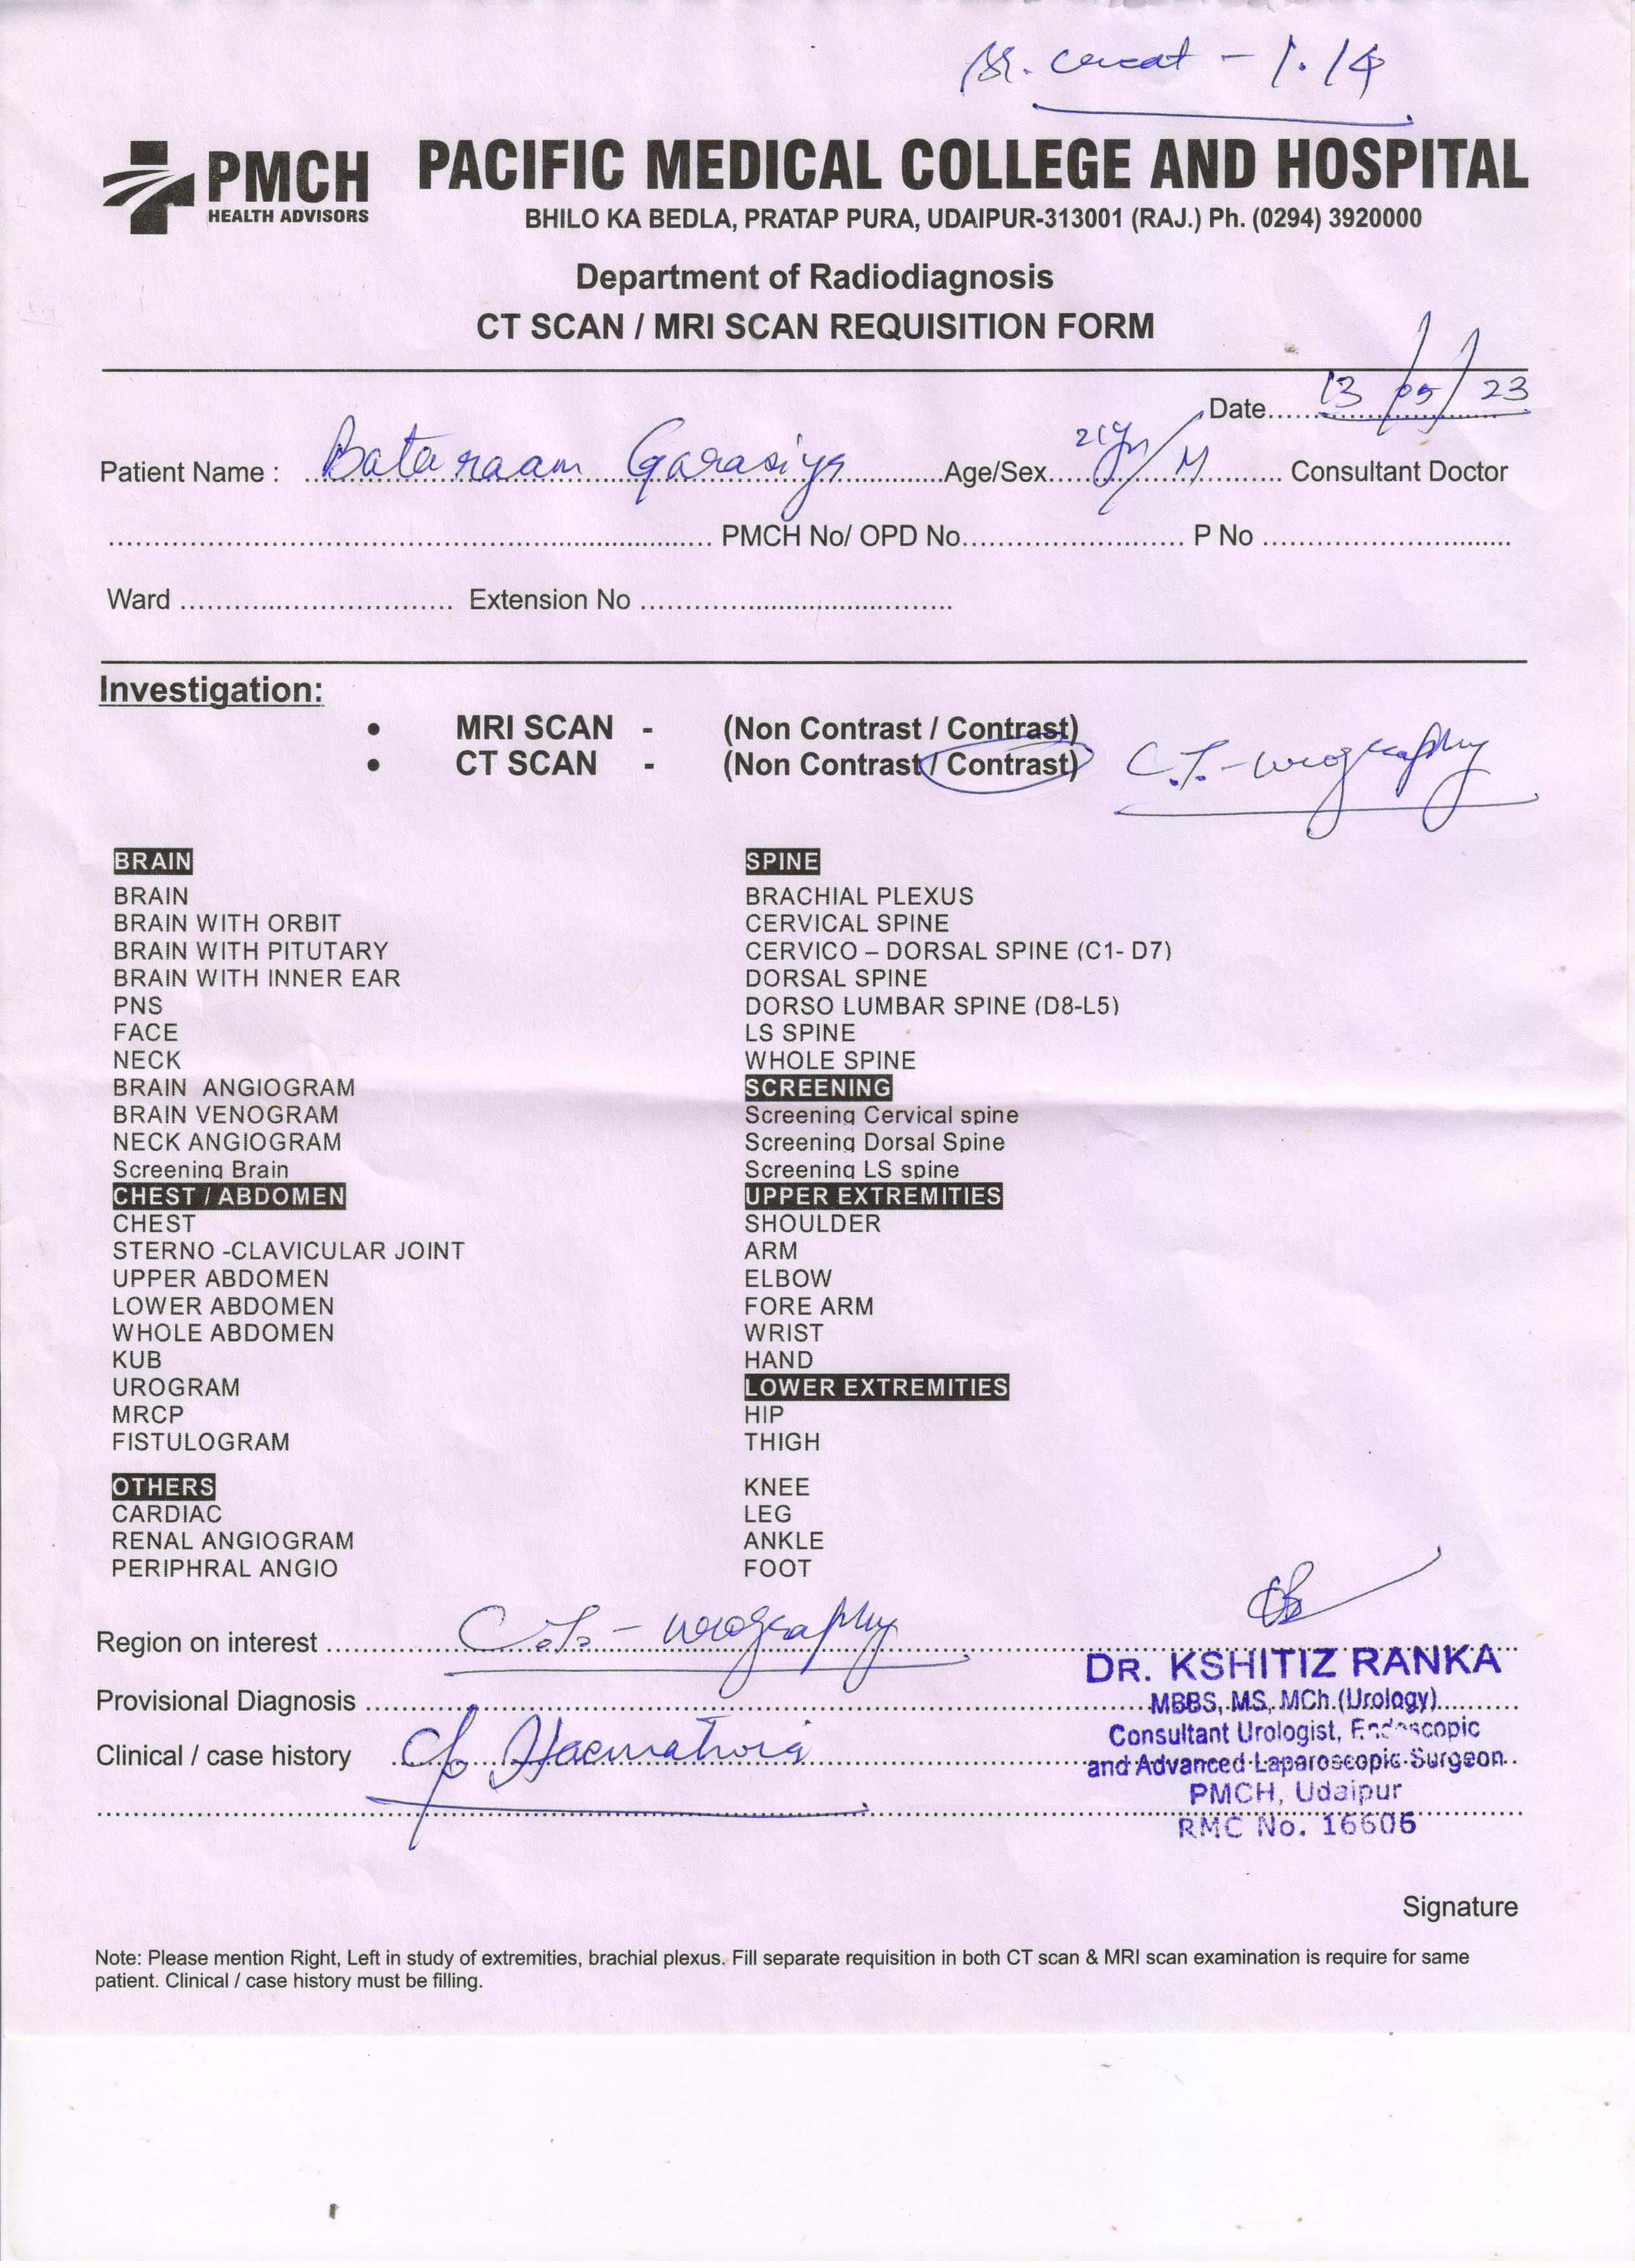 Sr. Creat - 1.14
PMCH
HEALTH ADVISORS
PACIFIC MEDICAL COLLEGE AND HOSPITAL
BHILO KA BEDLA, PRATAP PURA, UDAIPUR-313001 (RAJ.) Ph. (0294) 3920000
Department of Radiodiagnosis
CT SCAN / MRI SCAN REQUISITION FORM
Date 13/05/23
Patient Name : Bataraam Garasiya Age/Sex 21yr/M Consultant Doctor
PMCH No/ OPD No. P No
Ward Extension No
Investigation:
• MRI SCAN - (Non Contrast / Contrast)
• CT SCAN - (Non Contrast / Contrast) C.T.-urography
BRAIN
BRAIN
BRAIN WITH ORBIT
BRAIN WITH PITUTARY
BRAIN WITH INNER EAR
PNS
FACE
NECK
BRAIN ANGIOGRAM
BRAIN VENOGRAM
NECK ANGIOGRAM
Screening Brain
CHEST / ABDOMEN
CHEST
STERNO -CLAVICULAR JOINT
UPPER ABDOMEN
LOWER ABDOMEN
WHOLE ABDOMEN
KUB
UROGRAM
MRCP
FISTULOGRAM
OTHERS
CARDIAC
RENAL ANGIOGRAM
PERIPHRAL ANGIO
SPINE
BRACHIAL PLEXUS
CERVICAL SPINE
CERVICO – DORSAL SPINE (C1- D7)
DORSAL SPINE
DORSO LUMBAR SPINE (D8-L5)
LS SPINE
WHOLE SPINE
SCREENING
Screening Cervical spine
Screening Dorsal Spine
Screening LS spine
UPPER EXTREMITIES
SHOULDER
ARM
ELBOW
FORE ARM
WRIST
HAND
LOWER EXTREMITIES
HIP
THIGH
KNEE
LEG
ANKLE
FOOT
Region on interest C.T. - urography
Provisional Diagnosis
Clinical / case history c/o Haematuria
DR. KSHITIZ RANKA
MBBS, MS, MCh (Urology)
Consultant Urologist, Endoscopic
and Advanced Laparoscopic Surgeon
PMCH, Udaipur
RMC No. 16606
Signature
Note: Please mention Right, Left in study of extremities, brachial plexus. Fill separate requisition in both CT scan & MRI scan examination is require for same
patient. Clinical / case history must be filling.